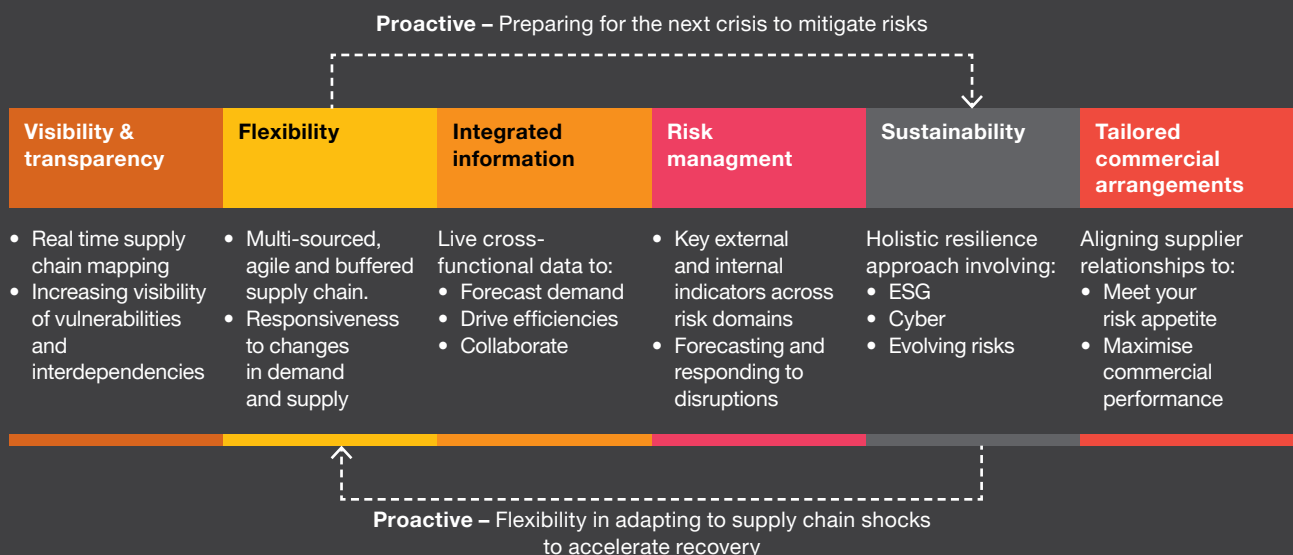 Proactive – Preparing for the next crisis to mitigate risks
Visibility &
transparency
• Real time supply
chain mapping
• Increasing visibility
of vulnerabilities
and
interdependencies
Flexibility
• Multi-sourced,
agile and buffered
supply chain.
• Responsiveness
to changes
in demand
and supply
Integrated
information
Live cross-
functional data to:
• Forecast demand
• Drive efficiencies
• Collaborate
Risk
managment
• Key external
and internal
indicators across
risk domains
• Forecasting and
responding to
disruptions
Sustainability
Holistic resilience
approach involving:
• ESG
• Cyber
• Evolving risks
Tailored
commercial
arrangements
Aligning supplier
relationships to:
• Meet your
risk appetite
• Maximise
commercial
performance
Proactive – Flexibility in adapting to supply chain shocks
to accelerate recovery